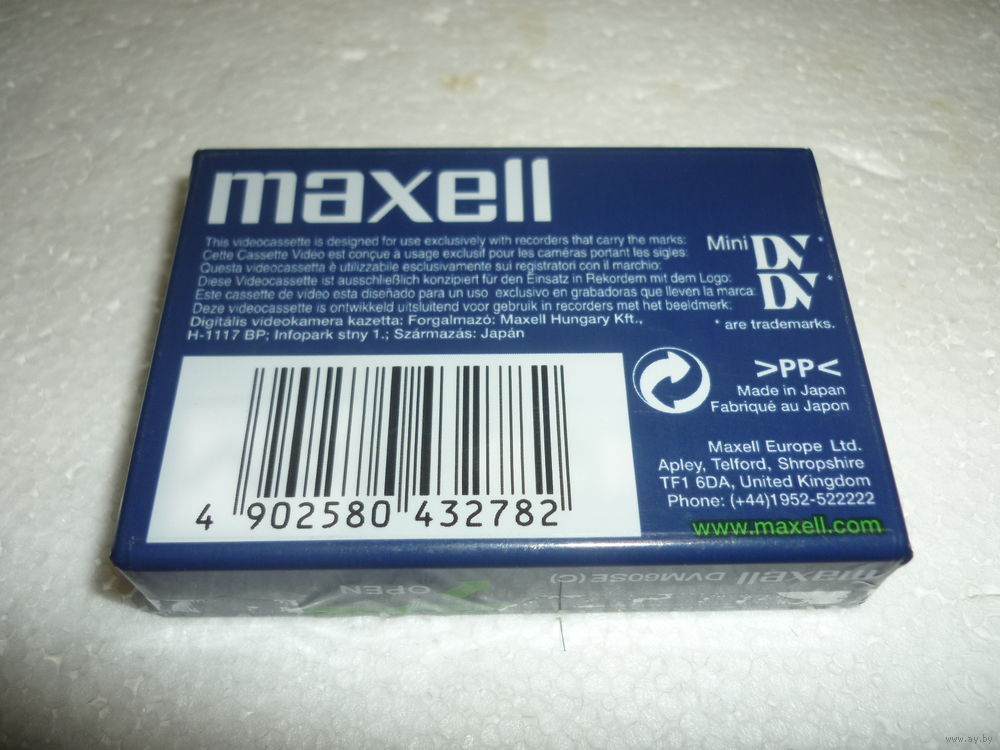 maxell
This videocassette is designed for use exclusively with recorders that carry the marks:
Cette Cassette Video est conçue a usage exclusif pour les caméras portant les sigles:
Questa videocassetta è utilizzabile esclusivamente sui registratori con il marchio:
Diese Videocassette ist ausschließlich konzipiert für den Einsatz in Rekordern mit dem Logo:
Este cassette de vídeo esta diseñado para un uso exclusivo en grabadoras que lleven la marca:
Deze videocassette is ontwikkeld uitsluitend voor gebruik in recorders met het beeldmerk:
Digitális videokamera kazetta: Forgalmazó: Maxell Hungary Kft.,
H-1117 BP; Infopark stny 1.; Származás: Japán
Mini DV *
DV *
* are trademarks.
>PP<
Made in Japan
Fabriqué au Japon
Maxell Europe Ltd.
Apley, Telford, Shropshire
TF1 6DA, United Kingdom
Phone: (+44)1952-522222
www.maxell.com
4 902580 432782
maxell DVM60SE(C)
OPEN
www.ay.by